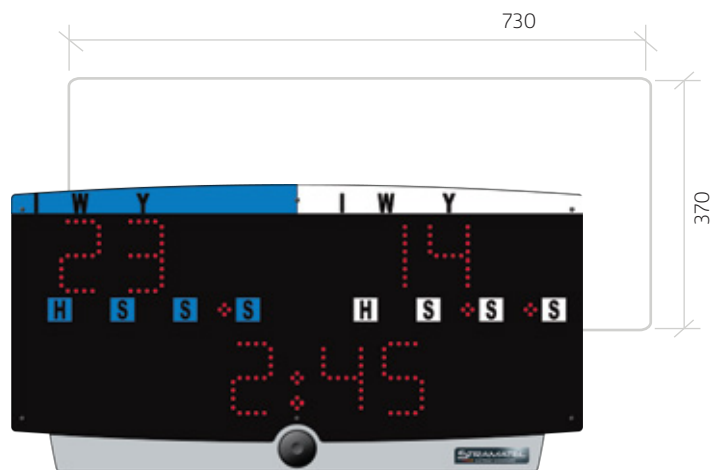 730
370
I W Y I W Y
23 14
H S S S H S S S
2:45
STRAMATEL